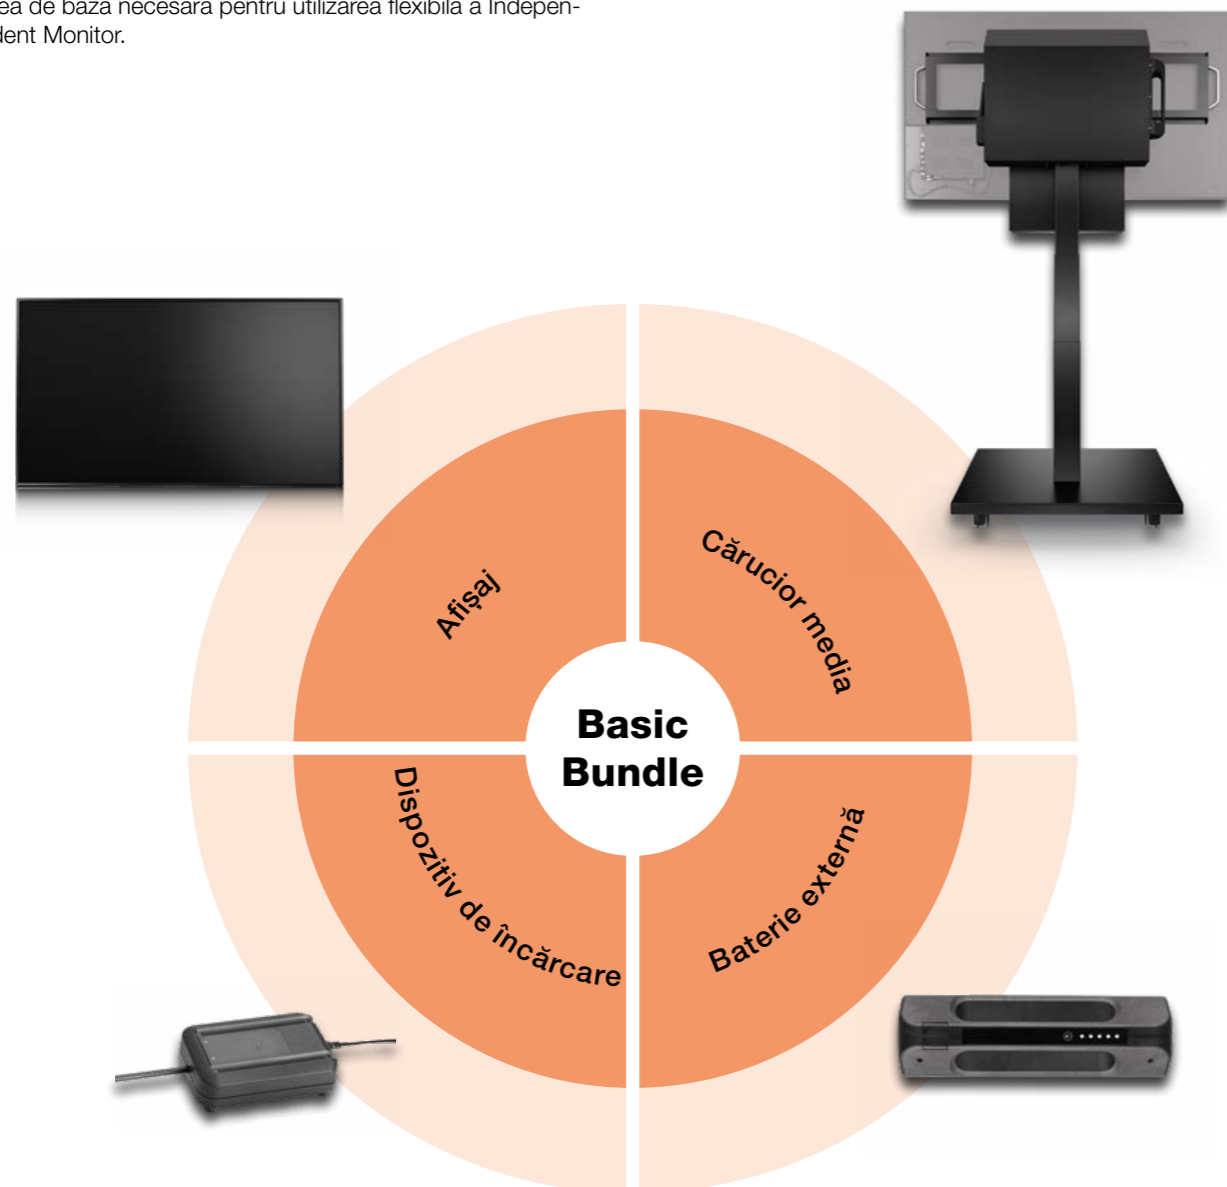 ea de bază necesară pentru utilizarea flexibilă a Indepen-
dent Monitor.
Afișaj
Cărucior media
Basic
Bundle
Dispozitiv de încărcare
Baterie externă